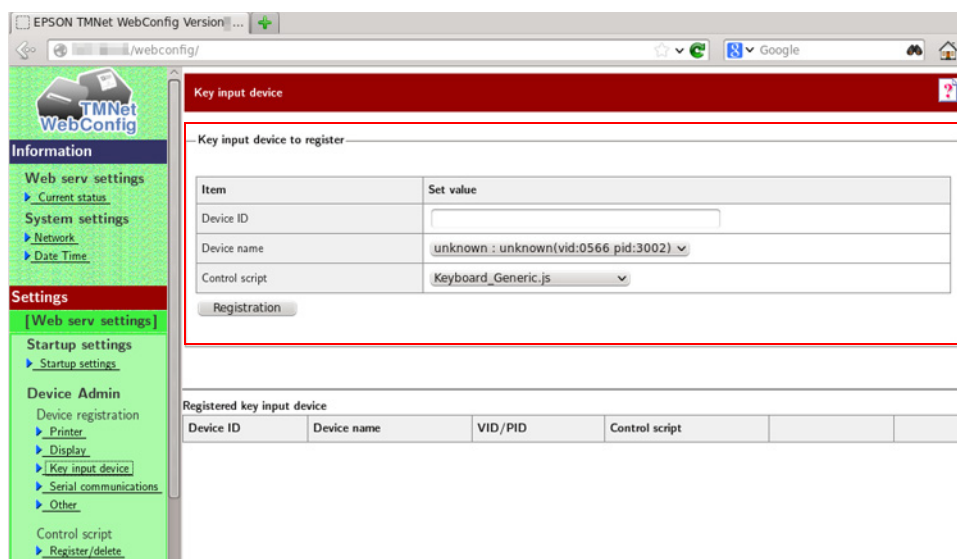 EPSON TMNet WebConfig Version ...
/webconfig/
Google
TMNet
WebConfig
Information
Web serv settings
Current status
System settings
Network
Date Time
Settings
[Web serv settings]
Startup settings
Startup settings
Device Admin
Device registration
Printer
Display
Key input device
Serial communications
Other
Control script
Register/delete
Key input device
?
Key input device to register
Item Set value
Device ID
Device name unknown : unknown(vid:0566 pid:3002)
Control script Keyboard_Generic.js
Registration
Registered key input device
Device ID Device name VID/PID Control script